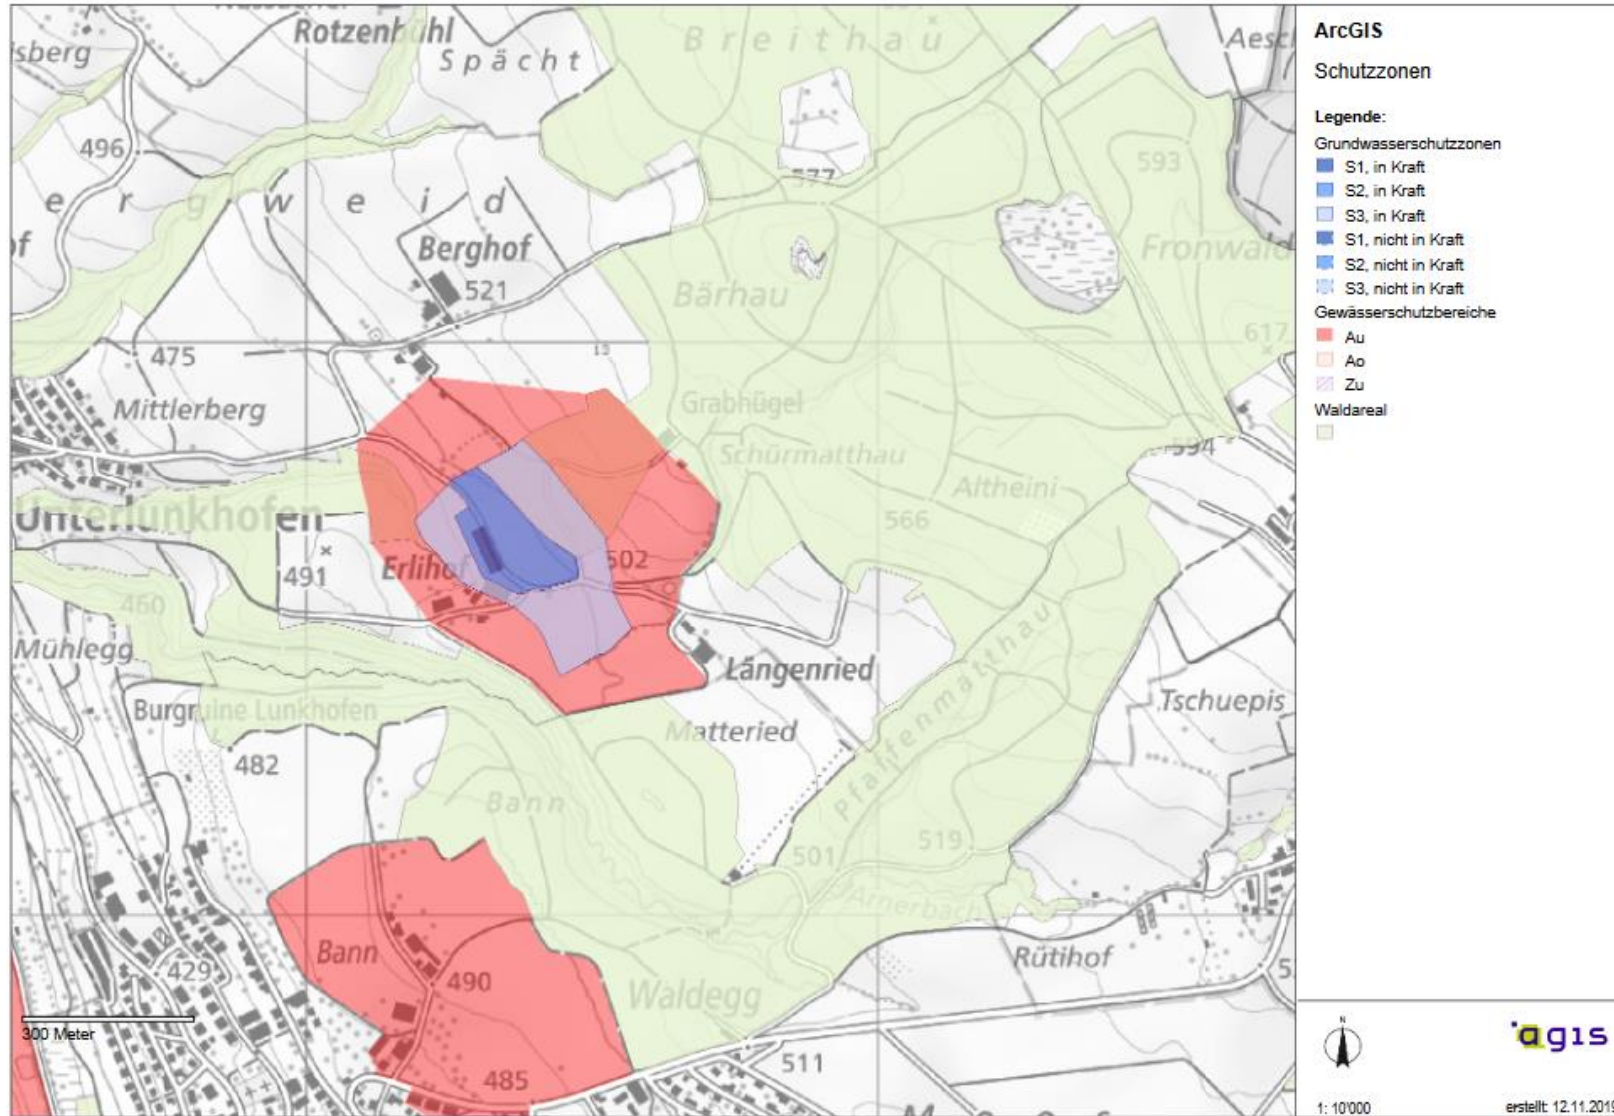 Rotzenbühl
Spächt
Breithau
isberg
496
577
593
ergweid
Berghof
521
Fronwald
Bärhau
617
475
13
Mittlerberg
Grabhügel
Schürmatthau
594
Altheini
Unterlunkhofen
566
502
Erlihof
491
460
Mühlegg
Längenried
Pfaffenmatthau
Tschuepis
Burgruine Lunkhofen
Matteried
482
Bann
519
501
Arnerbach
Bann
Rütihof
429
490
Waldegg
300 Meter
511
485
ArcGIS
Schutzzonen
Legende:
Grundwasserschutzzonen
S1, in Kraft
S2, in Kraft
S3, in Kraft
S1, nicht in Kraft
S2, nicht in Kraft
S3, nicht in Kraft
Gewässerschutzbereiche
Au
Ao
Zu
Waldareal
N
agis
1: 10'000
erstellt: 12.11.2019